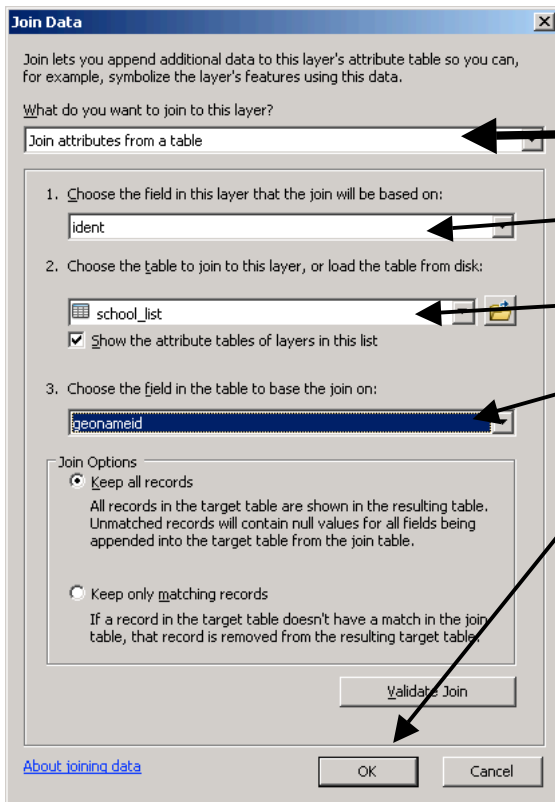 Join Data
Join lets you append additional data to this layer's attribute table so you can,
for example, symbolize the layer's features using this data.
What do you want to join to this layer?
Join attributes from a table
1. Choose the field in this layer that the join will be based on:
ident
2. Choose the table to join to this layer, or load the table from disk:
school_list
Show the attribute tables of layers in this list
3. Choose the field in the table to base the join on:
geonameid
Join Options
Keep all records
All records in the target table are shown in the resulting table.
Unmatched records will contain null values for all fields being
appended into the target table from the join table.
Keep only matching records
If a record in the target table doesn't have a match in the join
table, that record is removed from the resulting target table.
Validate Join
About joining data
OK
Cancel